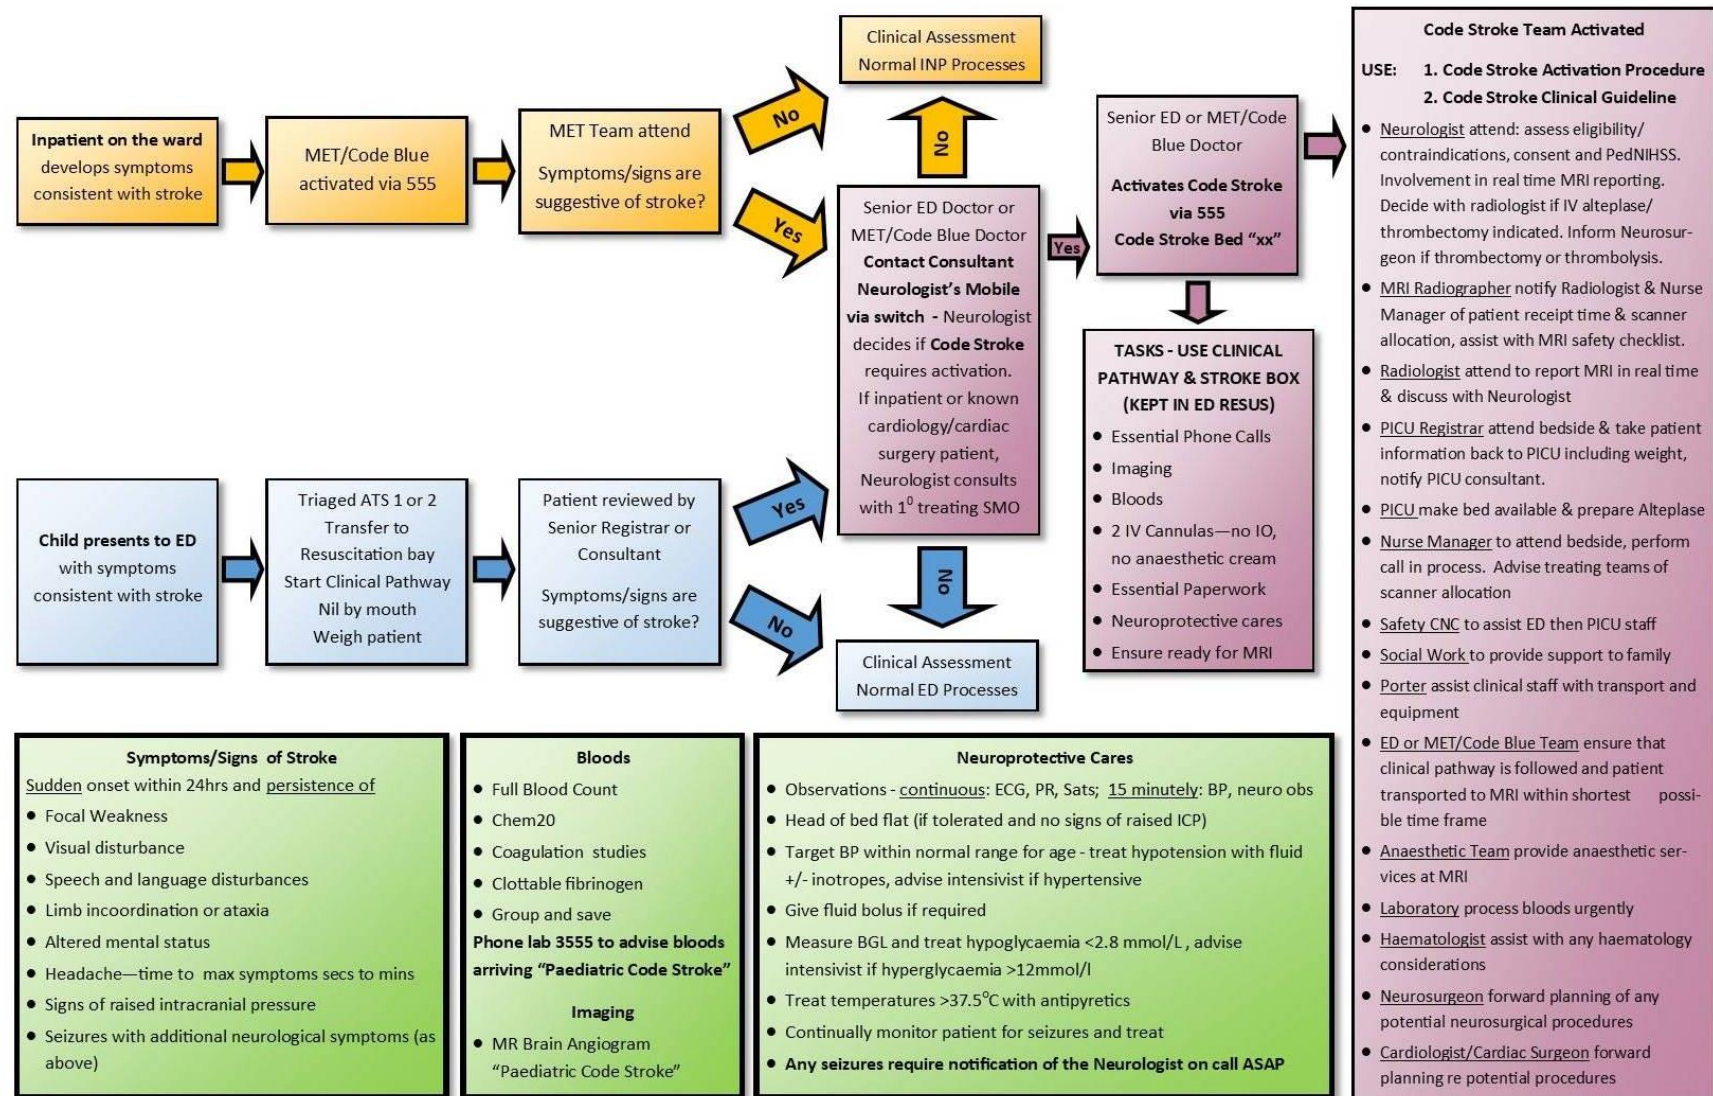 Inpatient on the ward
develops symptoms
consistent with stroke
MET/Code Blue
activated via 555
MET Team attend
Symptoms/signs are
suggestive of stroke?
No
Yes
Clinical Assessment
Normal INP Processes
No
Senior ED Doctor or
MET/Code Blue Doctor
Contact Consultant
Neurologist's Mobile
via switch - Neurologist
decides if Code Stroke
requires activation.
If inpatient or known
cardiology/cardiac
surgery patient,
Neurologist consults
with 1⁰ treating SMO
Yes
Senior ED or MET/Code
Blue Doctor
Activates Code Stroke
via 555
Code Stroke Bed “xx”
TASKS - USE CLINICAL
PATHWAY & STROKE BOX
(KEPT IN ED RESUS)
• Essential Phone Calls
• Imaging
• Bloods
• 2 IV Cannulas—no IO,
no anaesthetic cream
• Essential Paperwork
• Neuroprotective cares
• Ensure ready for MRI
Child presents to ED
with symptoms
consistent with stroke
Triaged ATS 1 or 2
Transfer to
Resuscitation bay
Start Clinical Pathway
Nil by mouth
Weigh patient
Patient reviewed by
Senior Registrar or
Consultant
Symptoms/signs are
suggestive of stroke?
Yes
No
No
Clinical Assessment
Normal ED Processes
Code Stroke Team Activated
USE: 1. Code Stroke Activation Procedure
2. Code Stroke Clinical Guideline
• Neurologist attend: assess eligibility/
contraindications, consent and PedNIHSS.
Involvement in real time MRI reporting.
Decide with radiologist if IV alteplase/
thrombectomy indicated. Inform Neurosur-
geon if thrombectomy or thrombolysis.
• MRI Radiographer notify Radiologist & Nurse
Manager of patient receipt time & scanner
allocation, assist with MRI safety checklist.
• Radiologist attend to report MRI in real time
& discuss with Neurologist
• PICU Registrar attend bedside & take patient
information back to PICU including weight,
notify PICU consultant.
• PICU make bed available & prepare Alteplase
• Nurse Manager to attend bedside, perform
call in process. Advise treating teams of
scanner allocation
• Safety CNC to assist ED then PICU staff
• Social Work to provide support to family
• Porter assist clinical staff with transport and
equipment
• ED or MET/Code Blue Team ensure that
clinical pathway is followed and patient
transported to MRI within shortest possi-
ble time frame
• Anaesthetic Team provide anaesthetic ser-
vices at MRI
• Laboratory process bloods urgently
• Haematologist assist with any haematology
considerations
• Neurosurgeon forward planning of any
potential neurosurgical procedures
• Cardiologist/Cardiac Surgeon forward
planning re potential procedures
Symptoms/Signs of Stroke
Sudden onset within 24hrs and persistence of
• Focal Weakness
• Visual disturbance
• Speech and language disturbances
• Limb incoordination or ataxia
• Altered mental status
• Headache—time to max symptoms secs to mins
• Signs of raised intracranial pressure
• Seizures with additional neurological symptoms (as
above)
Bloods
• Full Blood Count
• Chem20
• Coagulation studies
• Clottable fibrinogen
• Group and save
Phone lab 3555 to advise bloods
arriving “Paediatric Code Stroke”
Imaging
• MR Brain Angiogram
“Paediatric Code Stroke”
Neuroprotective Cares
• Observations - continuous: ECG, PR, Sats; 15 minutely: BP, neuro obs
• Head of bed flat (if tolerated and no signs of raised ICP)
• Target BP within normal range for age - treat hypotension with fluid
+/- inotropes, advise intensivist if hypertensive
• Give fluid bolus if required
• Measure BGL and treat hypoglycaemia <2.8 mmol/L , advise
intensivist if hyperglycaemia >12mmol/l
• Treat temperatures >37.5⁰C with antipyretics
• Continually monitor patient for seizures and treat
• Any seizures require notification of the Neurologist on call ASAP